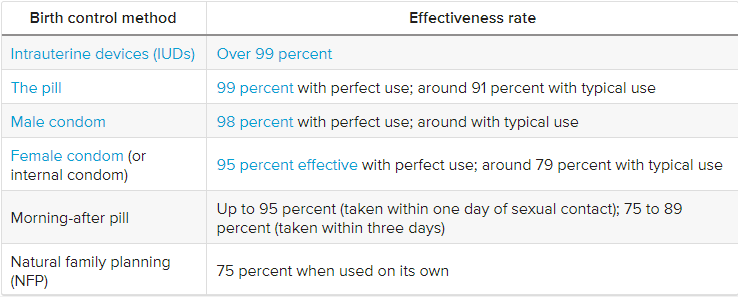 Birth control method Effectiveness rate
Intrauterine devices (IUDs) Over 99 percent
The pill 99 percent with perfect use; around 91 percent with typical use
Male condom 98 percent with perfect use; around with typical use
Female condom (or
internal condom) 95 percent effective with perfect use; around 79 percent with typical use
Morning-after pill Up to 95 percent (taken within one day of sexual contact); 75 to 89
percent (taken within three days)
Natural family planning
(NFP) 75 percent when used on its own